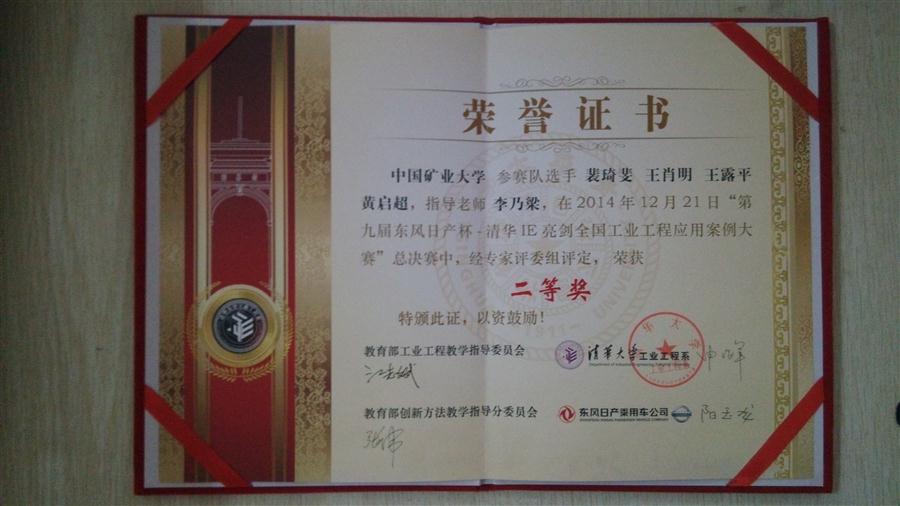 荣誉证书
中国矿业大学 参赛队选手 裴琦斐 王肖明 王露平
黄启超，指导老师 李乃梁，在2014年12月21日“第
九届东风日产杯-清华IE亮剑全国工业工程应用案例大
赛”总决赛中，经专家评委组评定，荣获
二等奖
特颁此证，以资鼓励！
教育部工业工程教学指导委员会
清华大学工业工程系
教育部创新方法教学指导分委员会
东风日产乘用车公司
DONGFENG NISSAN PASSENGER VEHICLE COMPANY